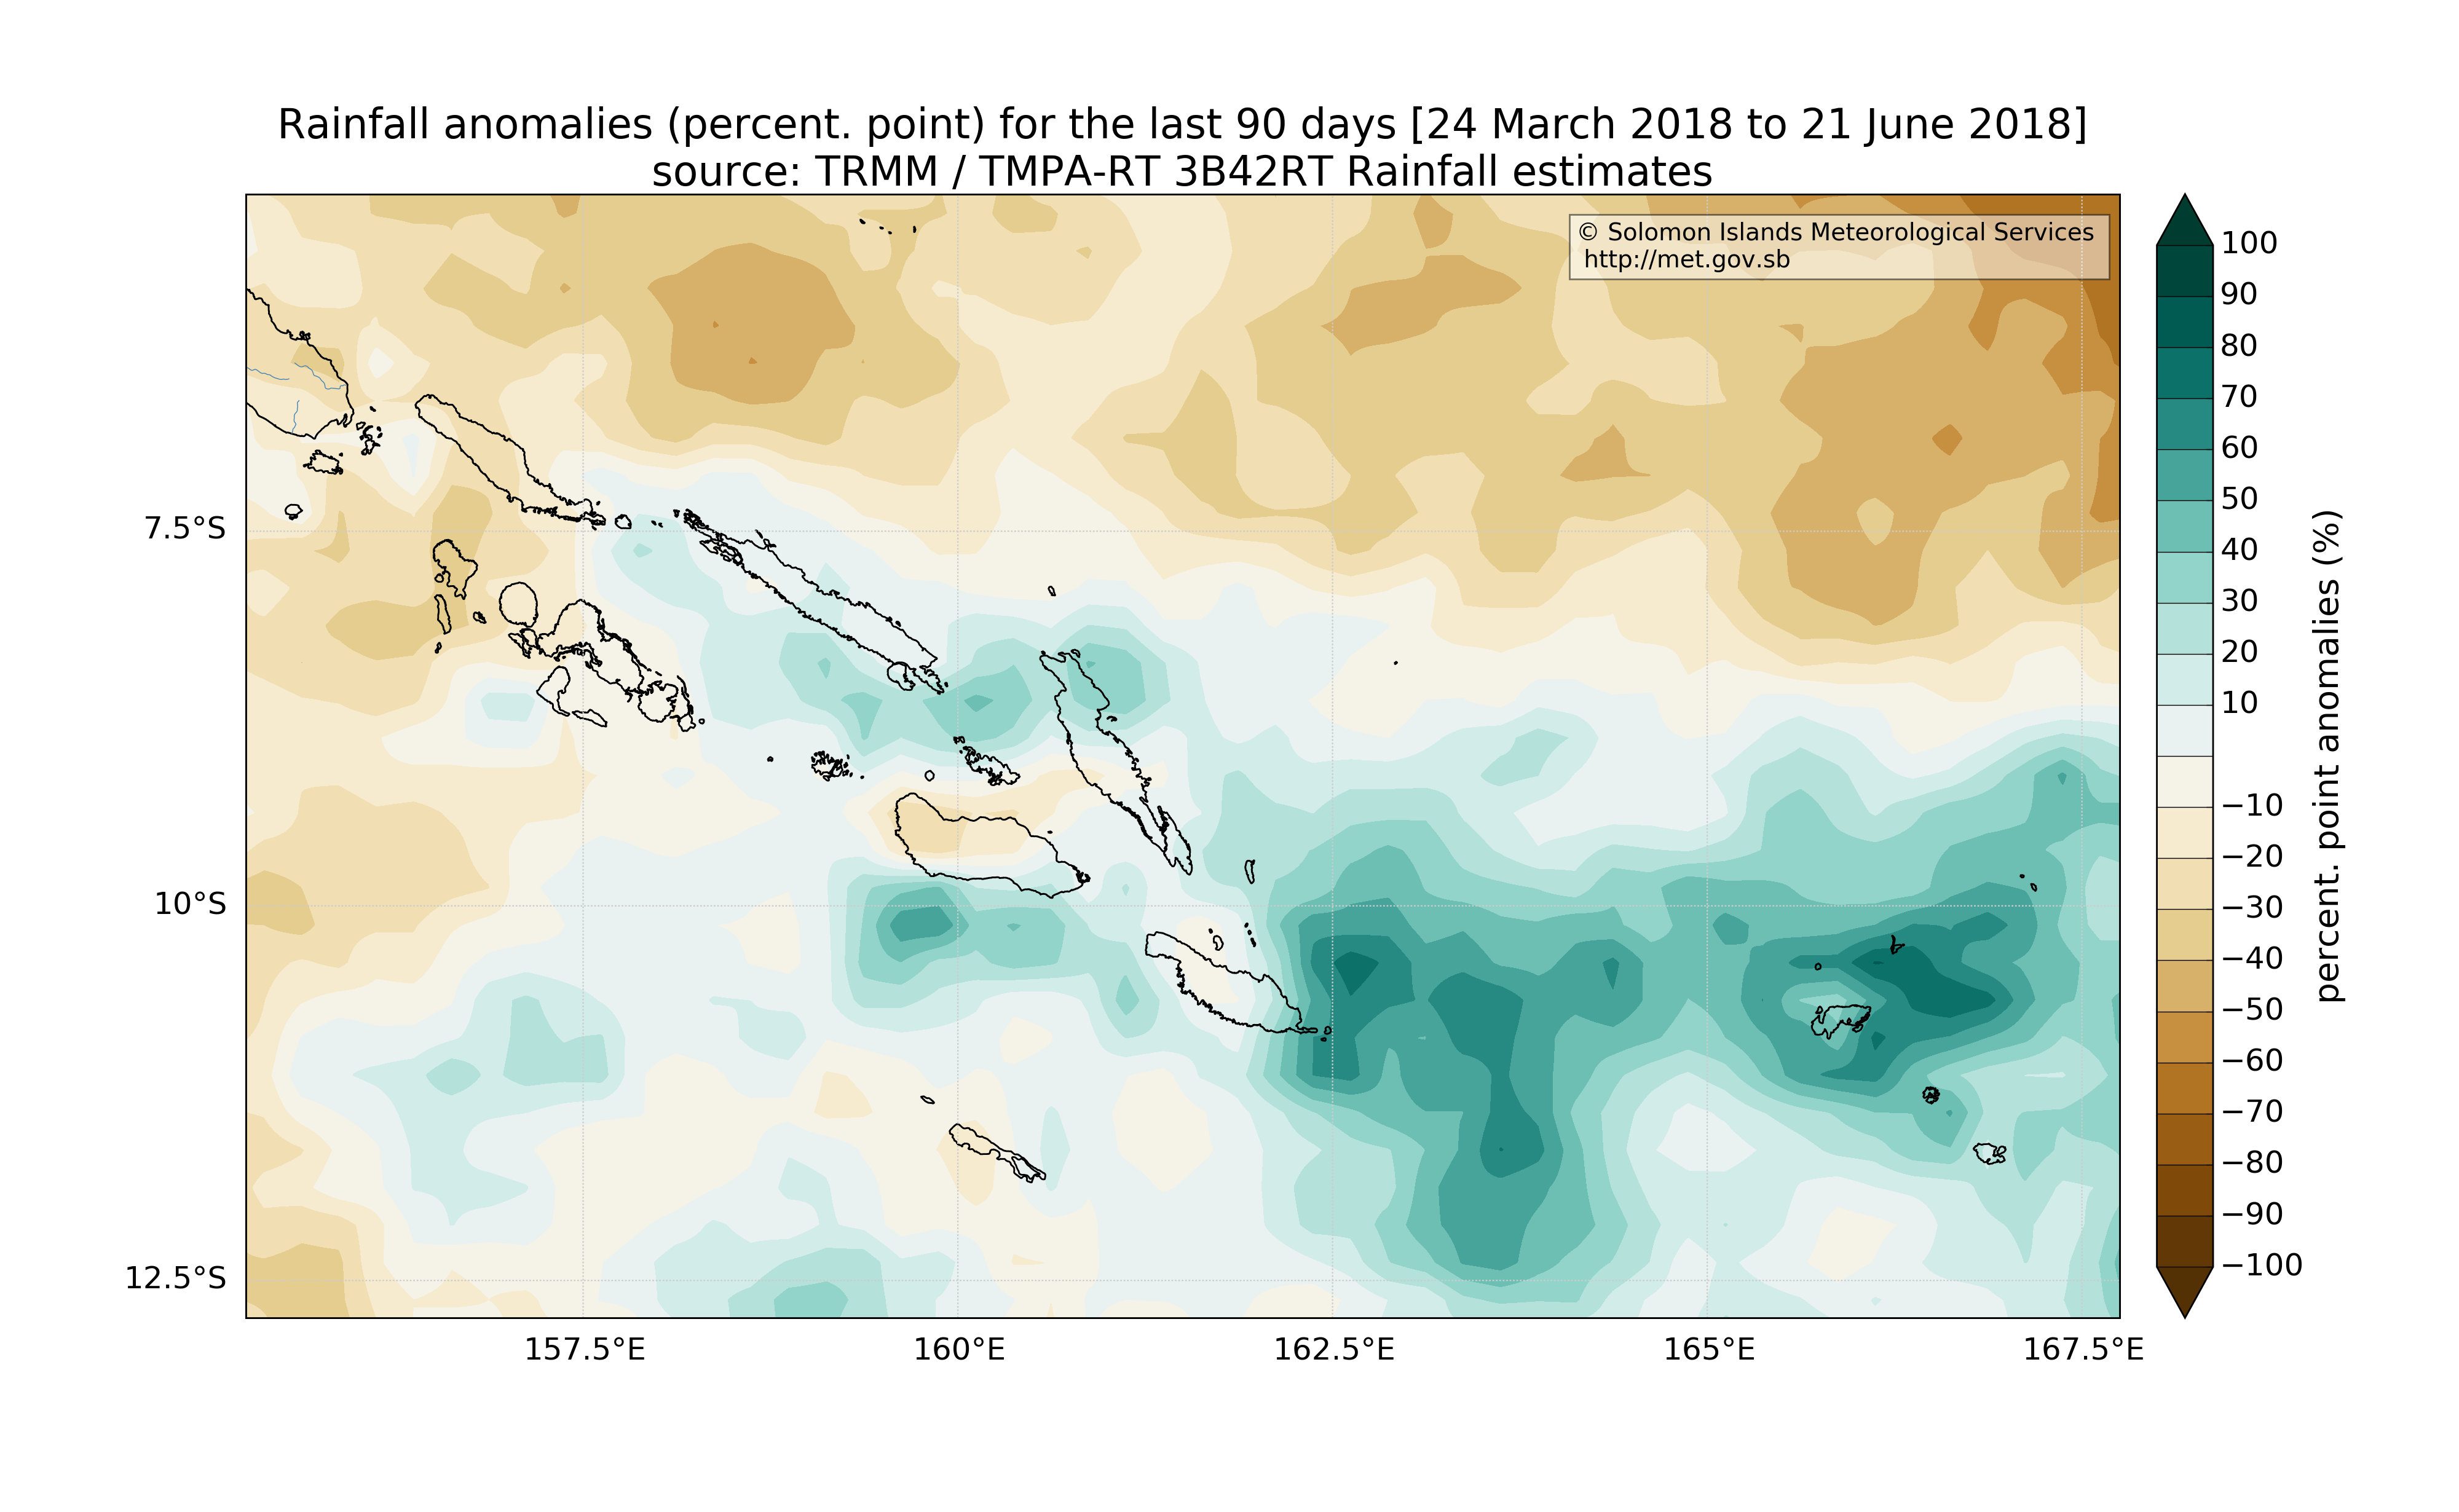 Rainfall anomalies (percent. point) for the last 90 days [24 March 2018 to 21 June 2018]
source: TRMM / TMPA-RT 3B42RT Rainfall estimates
© Solomon Islands Meteorological Services
http://met.gov.sb
7.5°S
10°S
12.5°S
157.5°E
160°E
162.5°E
165°E
167.5°E
100
90
80
70
60
50
40
30
20
10
−10
−20
−30
−40
−50
−60
−70
−80
−90
−100
percent. point anomalies (%)